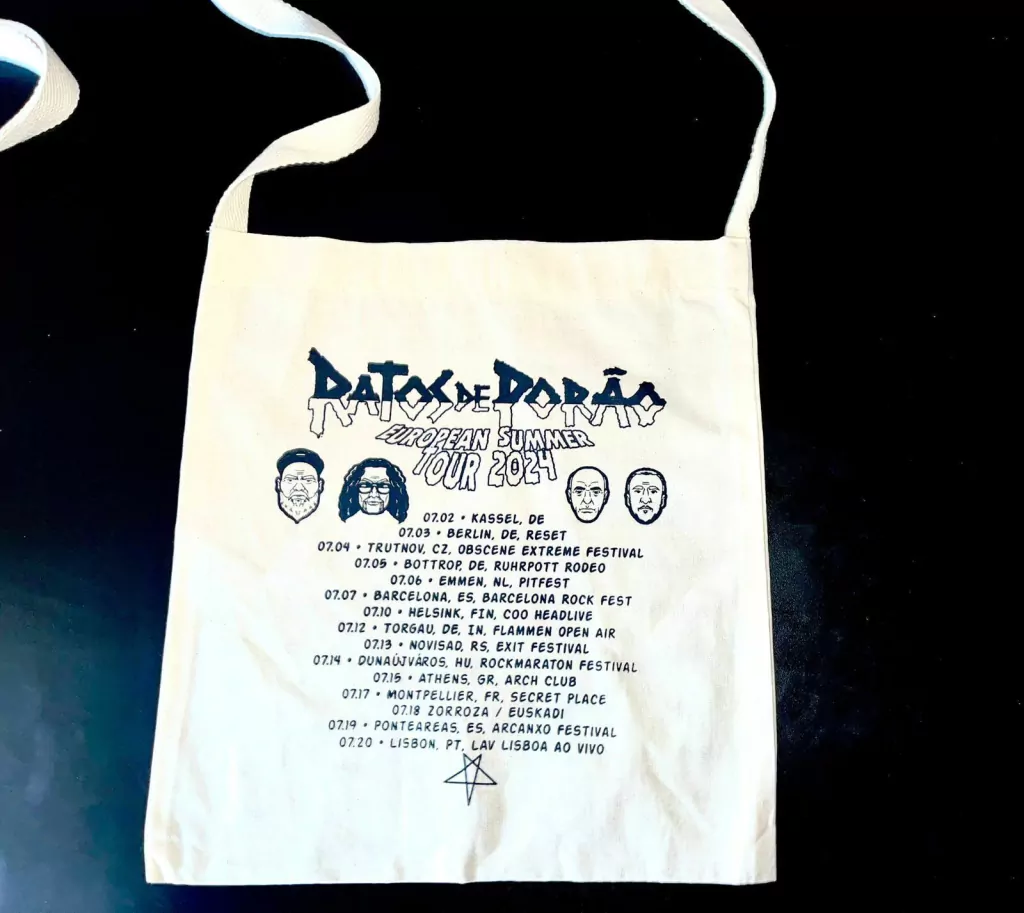 RATOS DE PORÃO
EUROPEAN SUMMER
TOUR 2024
07.02 • KASSEL, DE
07.03 • BERLIN, DE, RESET
07.04 • TRUTNOV, CZ, OBSCENE EXTREME FESTIVAL
07.05 • BOTTROP, DE, RUHRPOTT RODEO
07.06 • EMMEN, NL, PITFEST
07.07 • BARCELONA, ES, BARCELONA ROCK FEST
07.10 • HELSINK, FIN, COO HEADLIVE
07.12 • TORGAU, DE, IN, FLAMMEN OPEN AIR
07.13 • NOVISAD, RS, EXIT FESTIVAL
07.14 • DUNAÚJVÁROS, HU, ROCKMARATON FESTIVAL
07.15 • ATHENS, GR, ARCH CLUB
07.17 • MONTPELLIER, FR, SECRET PLACE
07.18 ZORROZA / EUSKADI
07.19 • PONTEAREAS, ES, ARCANXO FESTIVAL
07.20 • LISBON, PT, LAV LISBOA AO VIVO